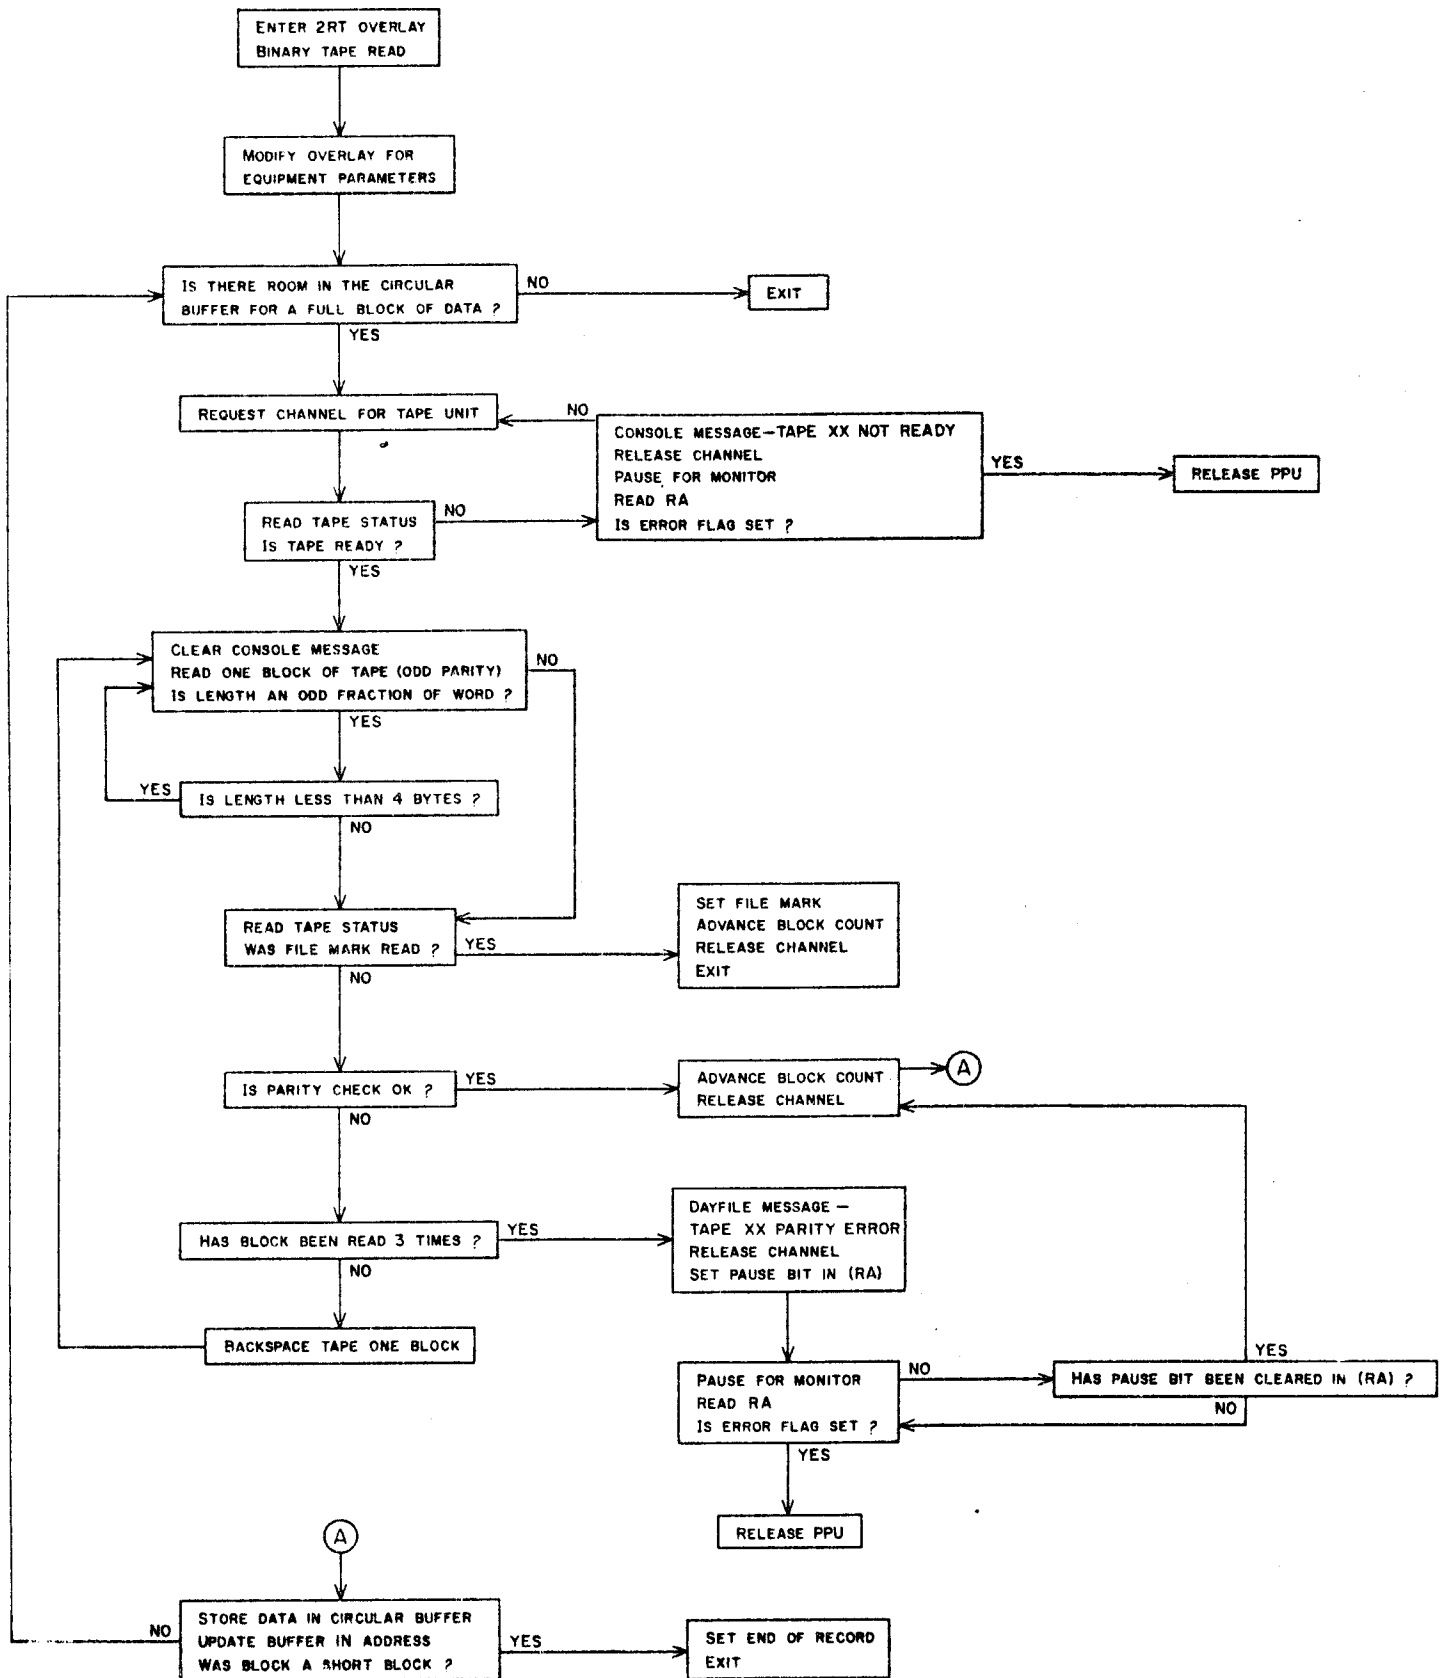 ENTER 2RT OVERLAY
BINARY TAPE READ
MODIFY OVERLAY FOR
EQUIPMENT PARAMETERS
IS THERE ROOM IN THE CIRCULAR
BUFFER FOR A FULL BLOCK OF DATA ?
NO
EXIT
YES
REQUEST CHANNEL FOR TAPE UNIT
NO
CONSOLE MESSAGE—TAPE XX NOT READY
RELEASE CHANNEL
PAUSE FOR MONITOR
READ RA
IS ERROR FLAG SET ?
YES
RELEASE PPU
READ TAPE STATUS
IS TAPE READY ?
NO
YES
CLEAR CONSOLE MESSAGE
READ ONE BLOCK OF TAPE (ODD PARITY)
IS LENGTH AN ODD FRACTION OF WORD ?
NO
YES
YES
IS LENGTH LESS THAN 4 BYTES ?
NO
READ TAPE STATUS
WAS FILE MARK READ ?
YES
SET FILE MARK
ADVANCE BLOCK COUNT
RELEASE CHANNEL
EXIT
NO
IS PARITY CHECK OK ?
YES
ADVANCE BLOCK COUNT
RELEASE CHANNEL
A
NO
HAS BLOCK BEEN READ 3 TIMES ?
YES
DAYFILE MESSAGE —
TAPE XX PARITY ERROR
RELEASE CHANNEL
SET PAUSE BIT IN (RA)
NO
BACKSPACE TAPE ONE BLOCK
PAUSE FOR MONITOR
READ RA
IS ERROR FLAG SET ?
NO
YES
HAS PAUSE BIT BEEN CLEARED IN (RA) ?
NO
YES
RELEASE PPU
A
STORE DATA IN CIRCULAR BUFFER
UPDATE BUFFER IN ADDRESS
WAS BLOCK A SHORT BLOCK ?
NO
YES
SET END OF RECORD
EXIT